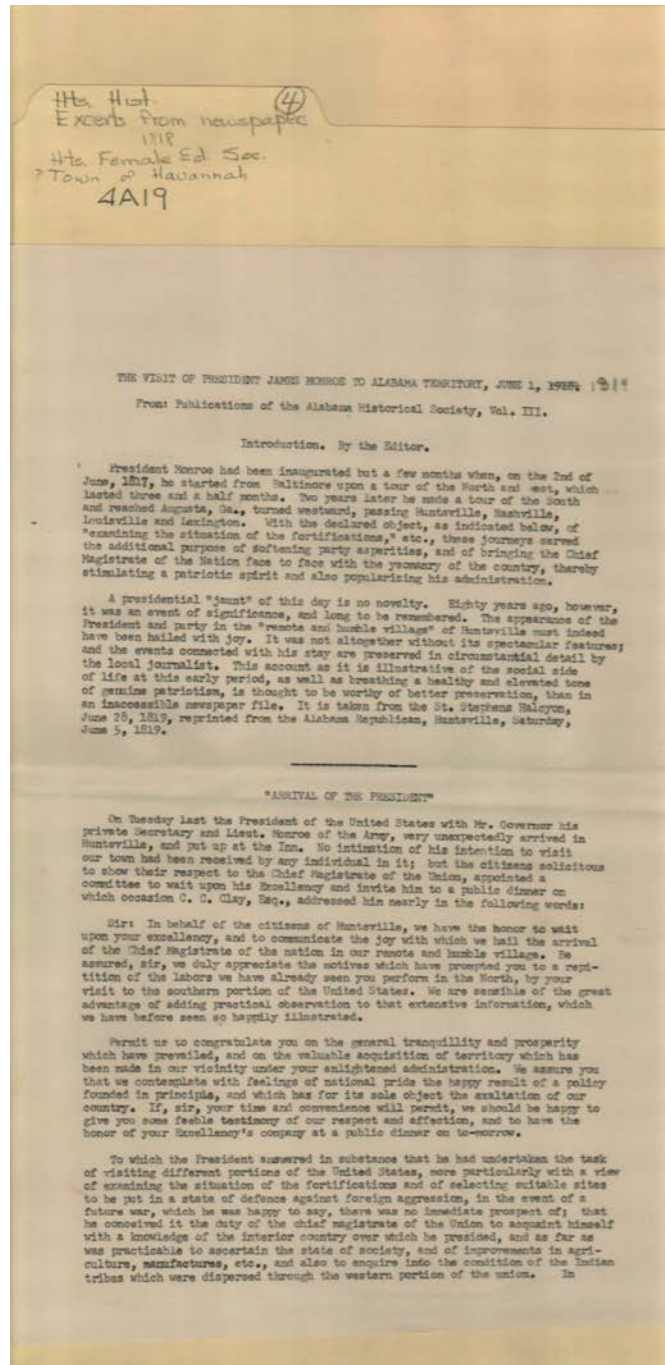 Hts. Hist. 4
Excerts from newspaper
1818
Hts. Female Ed. Soc.
? Town of Havannah
4A19
THE VISIT OF PRESIDENT JAMES MONROE TO ALABAMA TERRITORY, JUNE 1, 1819
From: Publications of the Alabama Historical Society, Vol. III.
Introduction. By the Editor.
President Monroe had been inaugurated but a few months when, on the 2nd of
June, 1817, he started from Baltimore upon a tour of the North and west, which
lasted three and a half months. Two years later he made a tour of the South
and reached Augusta, Ga., turned westward, passing Huntsville, Nashville,
Louisville and Lexington. With the declared object, as indicated below, of
"examining the situation of the fortifications," etc., these journeys served
the additional purpose of softening party asperities, and of bringing the Chief
Magistrate of the Nation face to face with the yeomanry of the country, thereby
stimulating a patriotic spirit and also popularizing his administration.
A presidential "jaunt" of this day is no novelty. Eighty years ago, however,
it was an event of significance, and long to be remembered. The appearance of the
President and party in the "remote and humble village" of Huntsville must indeed
have been hailed with joy. It was not altogether without its spectacular features;
and the events connected with his stay are preserved in circumstantial detail by
the local journalist. This account as it is illustrative of the social side
of life at this early period, as well as breathing a healthy and elevated tone
of genuine patriotism, is thought to be worthy of better preservation, than in
an inaccessible newspaper file. It is taken from the St. Stephens Halcyon,
June 28, 1819, reprinted from the Alabama Republican, Huntsville, Saturday,
June 5, 1819.
"ARRIVAL OF THE PRESIDENT"
On Tuesday last the President of the United States with Mr. Governor his
private Secretary and Lieut. Monroe of the Army, very unexpectedly arrived in
Huntsville, and put up at the Inn. No intimation of his intention to visit
our town had been received by any individual in it; but the citizens solicitous
to show their respect to the Chief Magistrate of the Union, appointed a
committee to wait upon his Excellency and invite him to a public dinner on
which occasion C. C. Clay, Esq., addressed him nearly in the following words:
Sir: In behalf of the citizens of Huntsville, we have the honor to wait
upon your excellency, and to communicate the joy with which we hail the arrival
of the Chief Magistrate of the nation in our remote and humble village. Be
assured, sir, we duly appreciate the motives which have prompted you to a repi-
tition of the labors we have already seen you perform in the North, by your
visit to the southern portion of the United States. We are sensible of the great
advantage of adding practical observation to that extensive information, which
we have before seen so happily illustrated.
Permit us to congratulate you on the general tranquillity and prosperity
which have prevailed, and on the valuable acquisition of territory which has
been made in our vicinity under your enlightened administration. We assure you
that we contemplate with feelings of national pride the happy result of a policy
founded in principle, and which has for its sole object the exaltation of our
country. If, sir, your time and convenience will permit, we should be happy to
give you some feeble testimony of our respect and affection, and to have the
honor of your Excellancy's company at a public dinner on to-morrow.
To which the President answered in substance that he had undertaken the task
of visiting different portions of the United States, more particularly with a view
of examining the situation of the fortifications and of selecting suitable sites
to be put in a state of defence against foreign aggression, in the event of a
future war, which he was happy to say, there was no immediate prospect of; that
he conceived it the duty of the chief magistrate of the Union to acquaint himself
with a knowledge of the interior country over which he presided, and as far as
was practicable to ascertain the state of society, and of improvements in agri-
culture, manufactures, etc., and also to enquire into the condition of the Indian
tribes which were dispersed through the western portion of the union. In